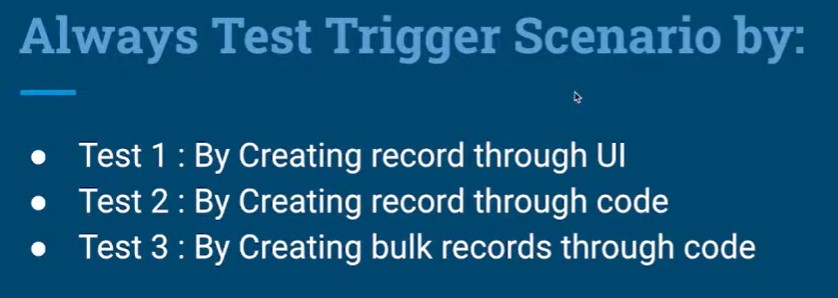 Always Test Trigger Scenario by:
● Test 1 : By Creating record through UI
● Test 2 : By Creating record through code
● Test 3 : By Creating bulk records through code